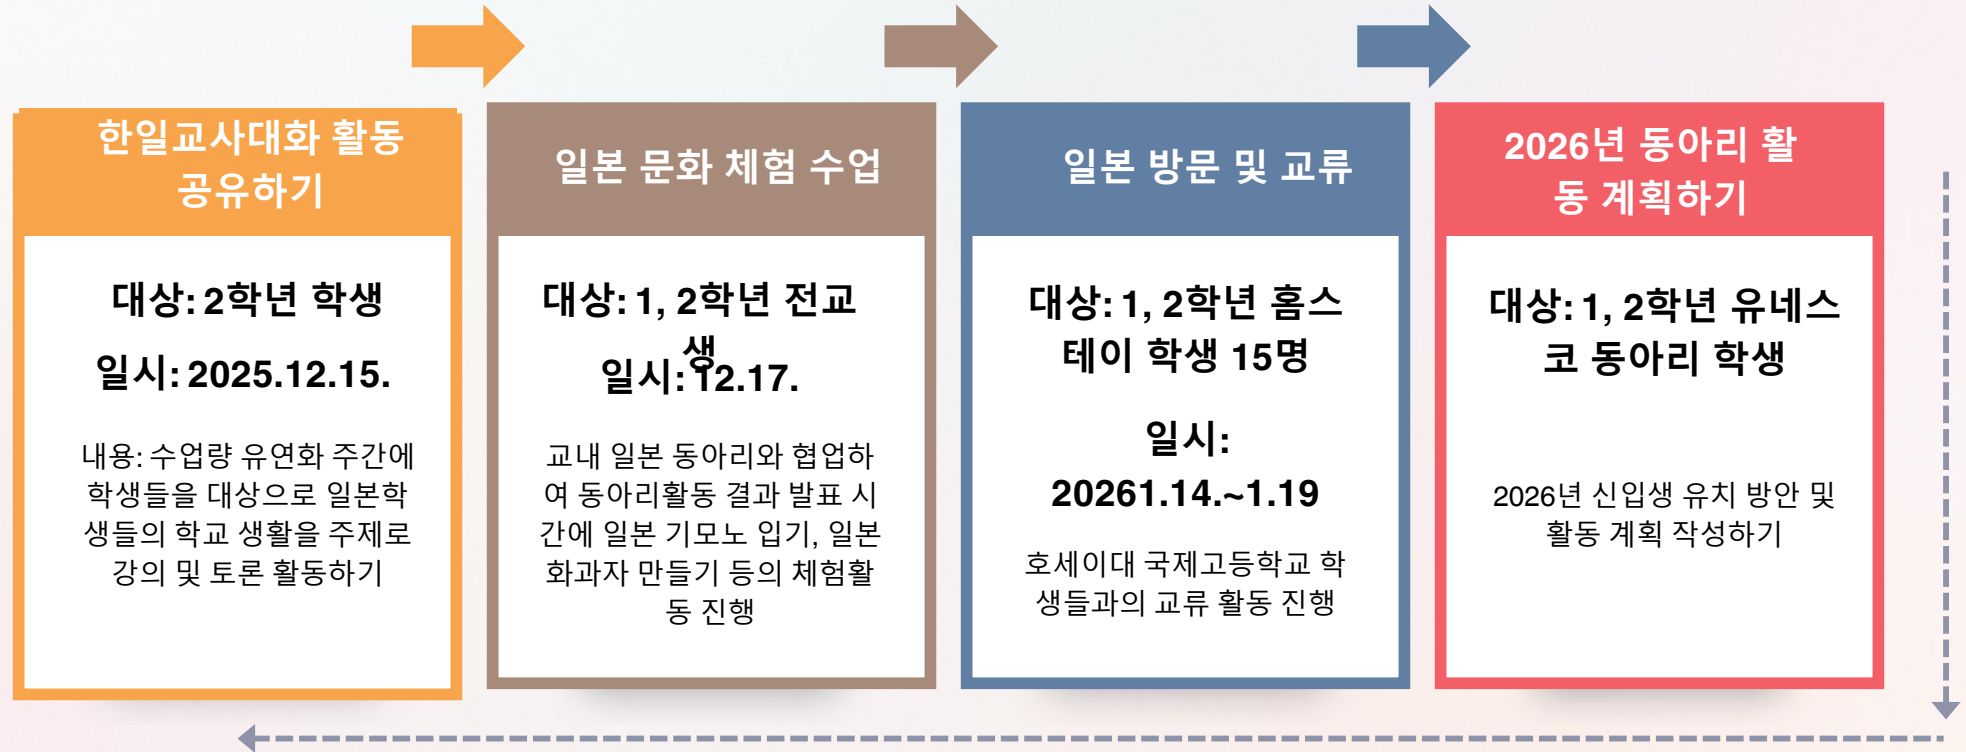 한일교사대화 활동
공유하기
대상: 2학년 학생
일시: 2025.12.15.
내용: 수업량 유연화 주간에
학생들을 대상으로 일본학
생들의 학교 생활을 주제로
강의 및 토론 활동하기
일본 문화 체험 수업
대상: 1, 2학년 전교
생
일시: 12.17.
교내 일본 동아리와 협업하
여 동아리활동 결과 발표 시
간에 일본 기모노 입기, 일본
화과자 만들기 등의 체험활
동 진행
일본 방문 및 교류
대상: 1, 2학년 홈스
테이 학생 15명
일시:
20261.14.~1.19
호세이대 국제고등학교 학
생들과의 교류 활동 진행
2026년 동아리 활
동 계획하기
대상: 1, 2학년 유네스
코 동아리 학생
2026년 신입생 유치 방안 및
활동 계획 작성하기